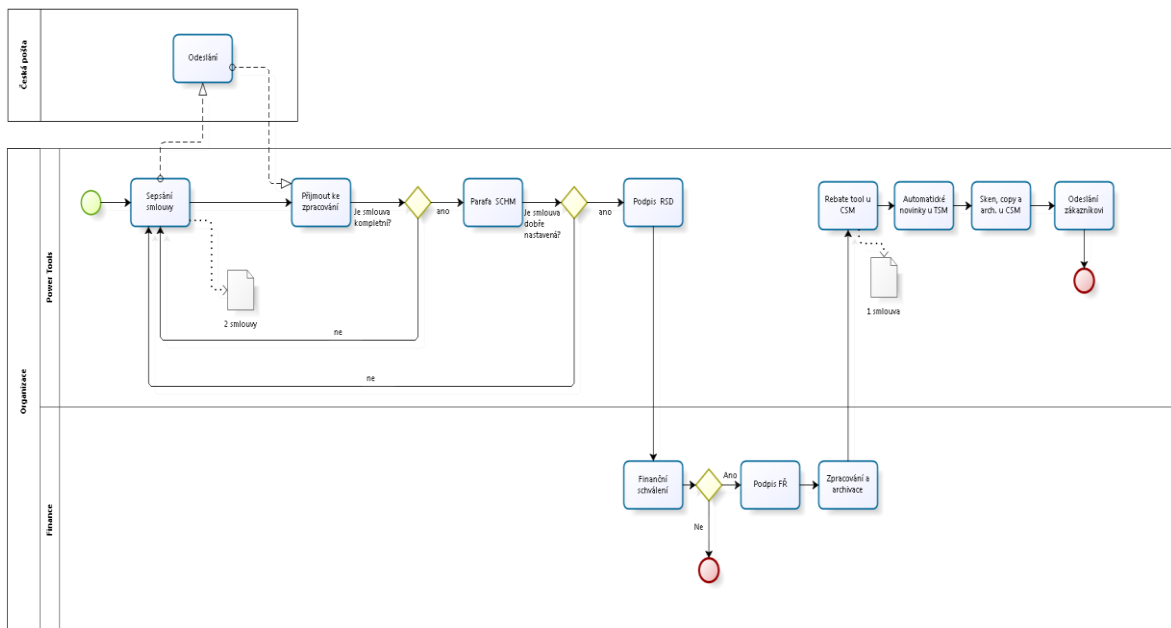 Česká pošta
Odeslání
Organizace
Power Tools
Sepsání
smlouvy
Přijmout ke
zpracování
Je smlouva
kompletní?
ano
Parafa SCHM
Je smlouva
dobře
nastavená?
ano
Podpis RSD
Rebate tool u
CSM
Automatické
novinky u TSM
Sken, copy a
arch. u CSM
Odeslání
zákazníkovi
2 smlouvy
1 smlouva
ne
ne
Finance
Finanční
schválení
Ano
Ne
Podpis FŘ
Zpracování a
archivace